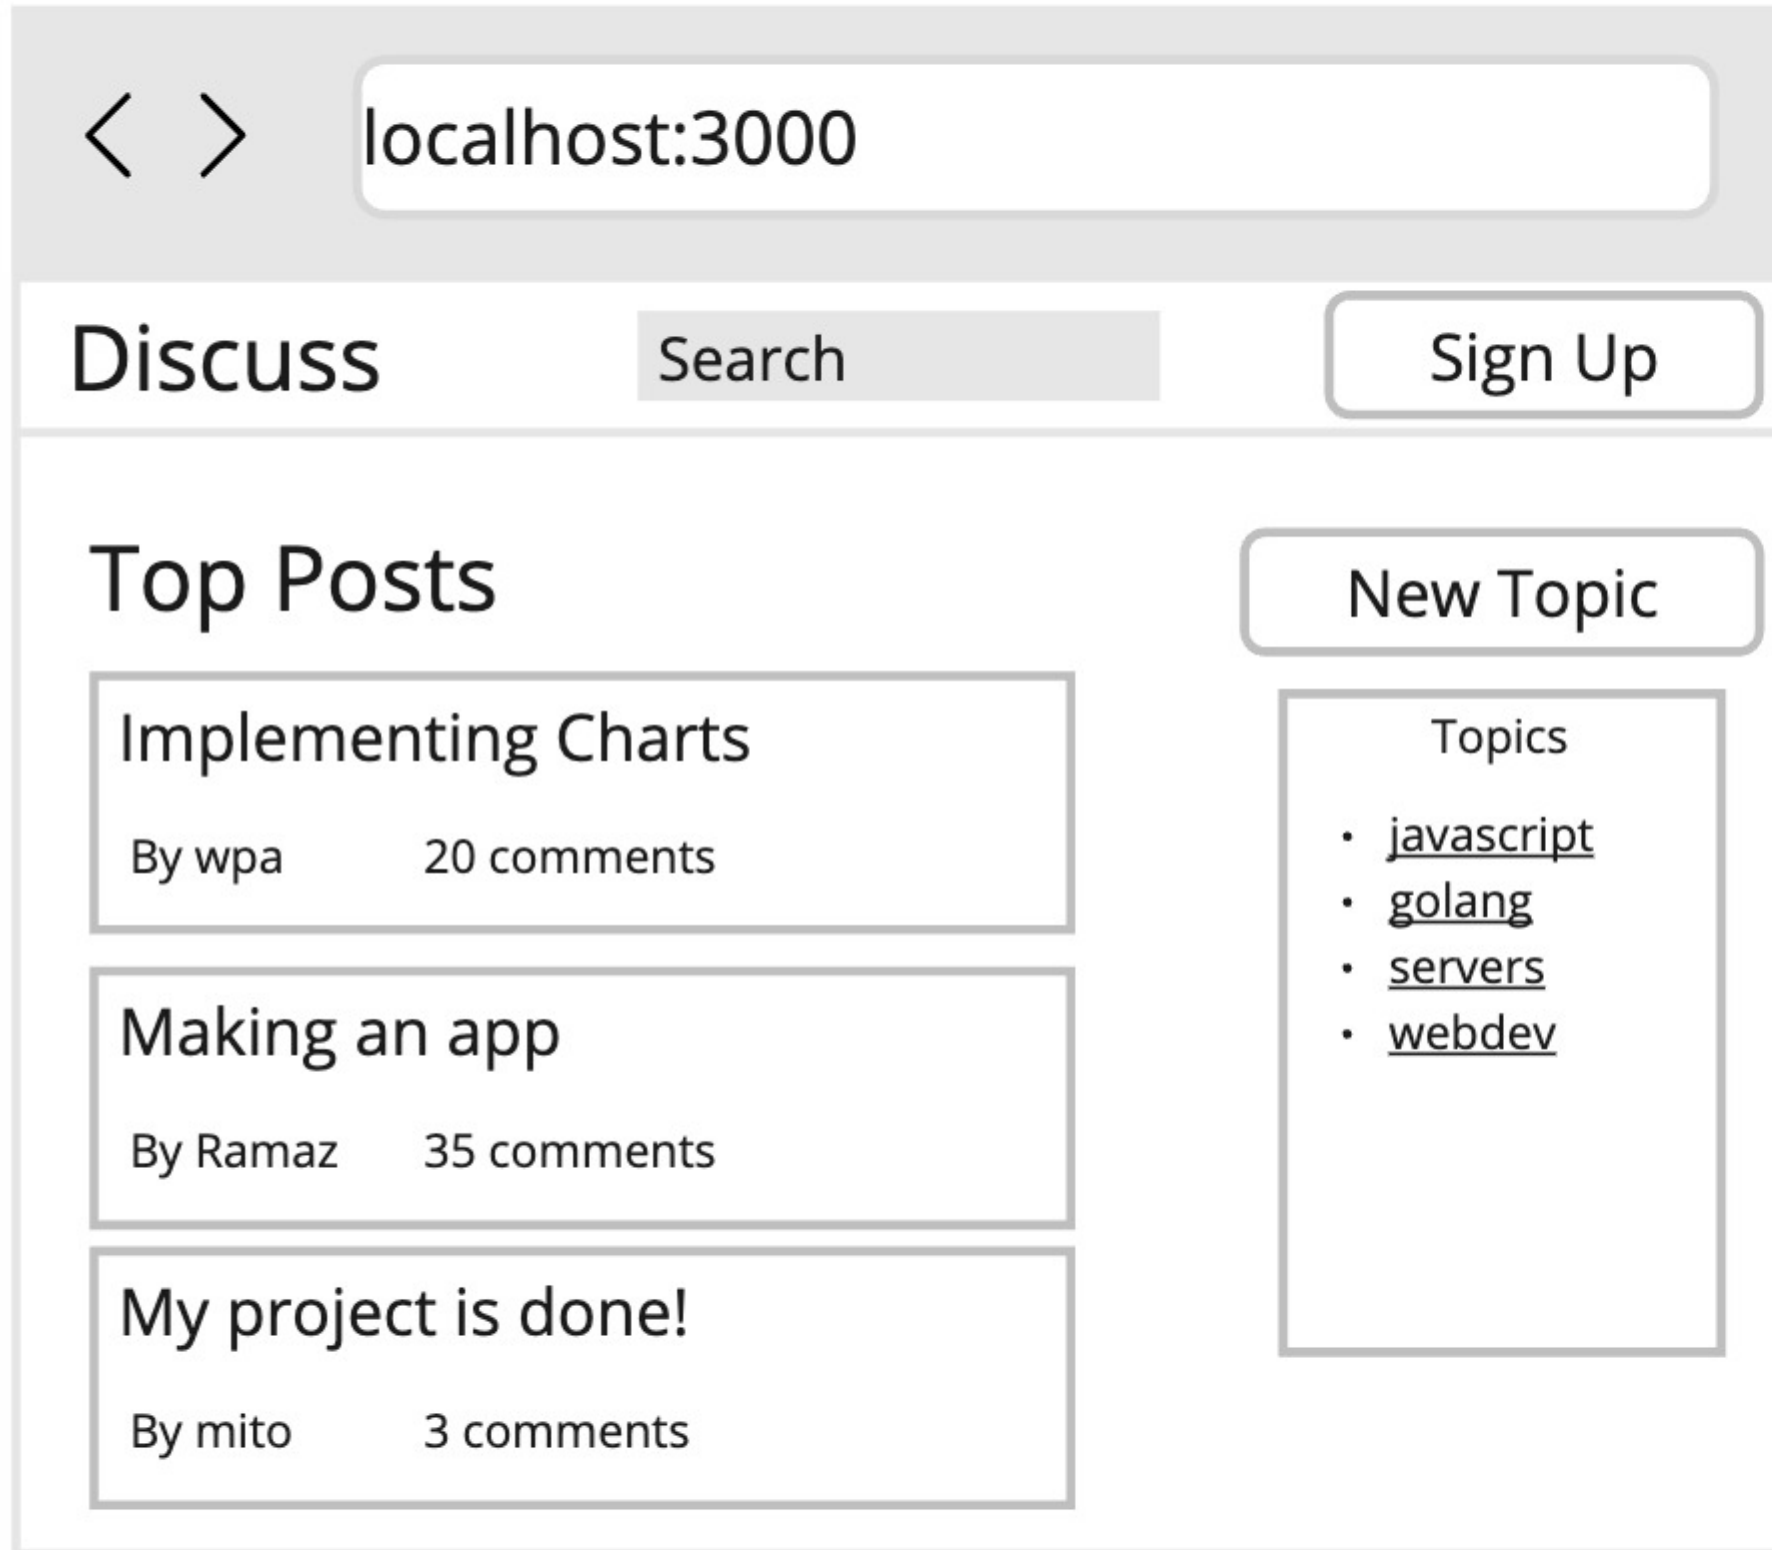 localhost:3000
Discuss
Search
Sign Up
Top Posts
New Topic
Implementing Charts
By wpa 20 comments
Making an app
By Ramaz 35 comments
My project is done!
By mito 3 comments
Topics
• javascript
• golang
• servers
• webdev